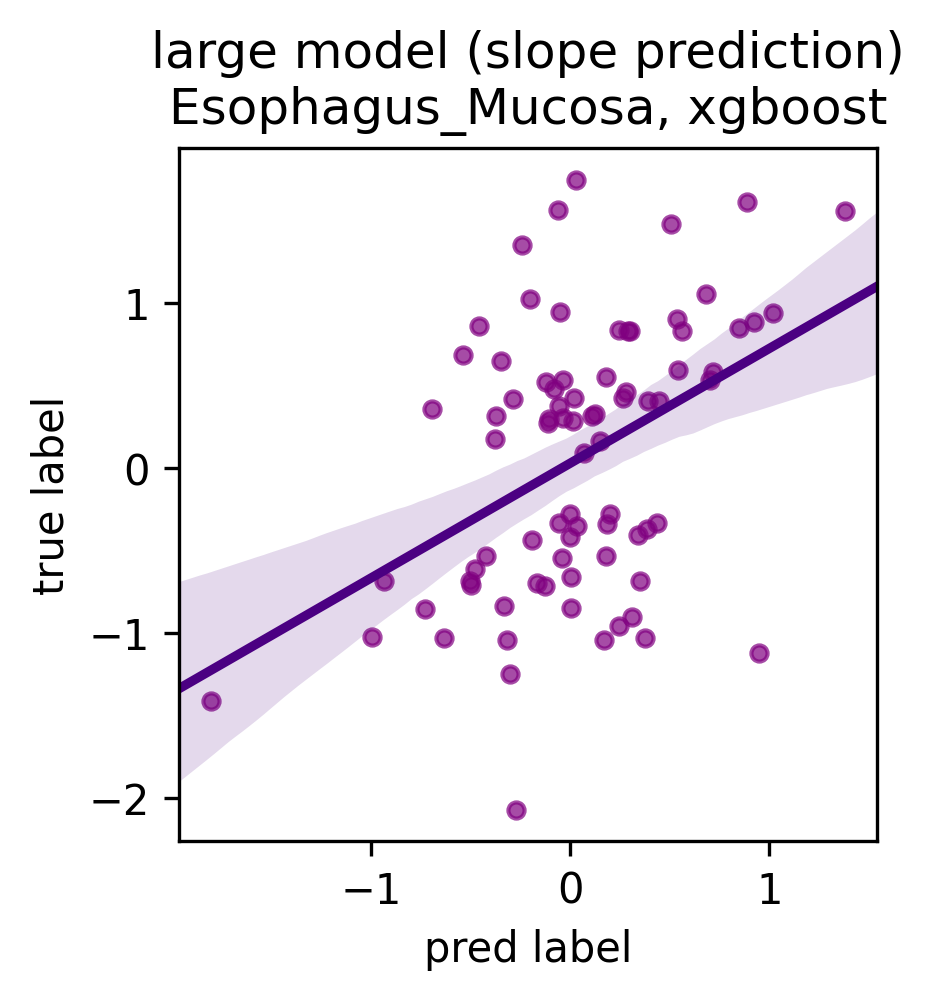 large model (slope prediction)
Esophagus_Mucosa, xgboost
1
0
−1
−2
true label
−1 0 1
pred label